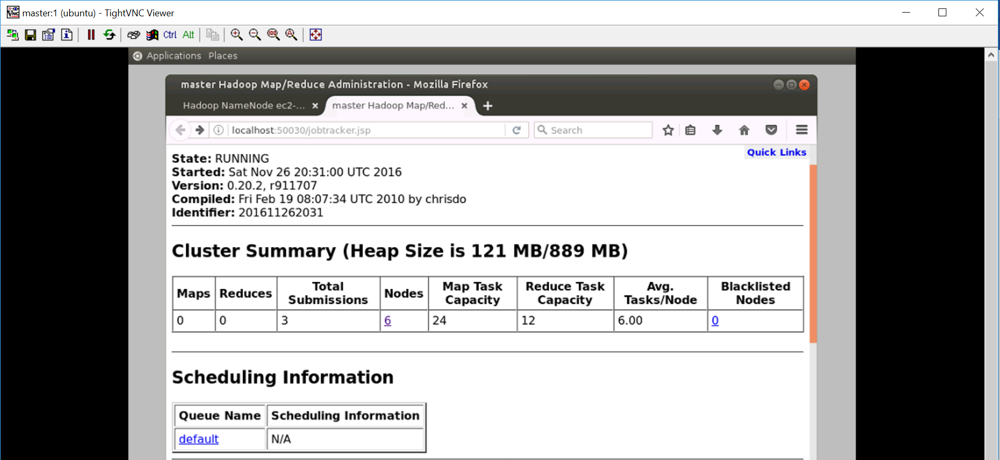 master:1 (ubuntu) - TightVNC Viewer
Ctrl Alt
Applications Places
master Hadoop Map/Reduce Administration - Mozilla Firefox
Hadoop NameNode ec2-... master Hadoop Map/Red...
localhost:50030/jobtracker.jsp Search
Quick Links
State: RUNNING
Started: Sat Nov 26 20:31:00 UTC 2016
Version: 0.20.2, r911707
Compiled: Fri Feb 19 08:07:34 UTC 2010 by chrisdo
Identifier: 201611262031
Cluster Summary (Heap Size is 121 MB/889 MB)
Maps Reduces Total Submissions Nodes Map Task Capacity Reduce Task Capacity Avg. Tasks/Node Blacklisted Nodes
0 0 3 6 24 12 6.00 0
Scheduling Information
Queue Name Scheduling Information
default N/A